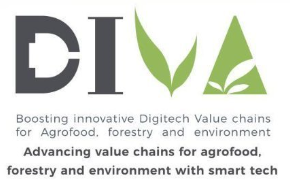 DIVA
Boosting innovative Digitech Value chains
for Agrofood, forestry and environment
Advancing value chains for agrofood,
forestry and environment with smart tech